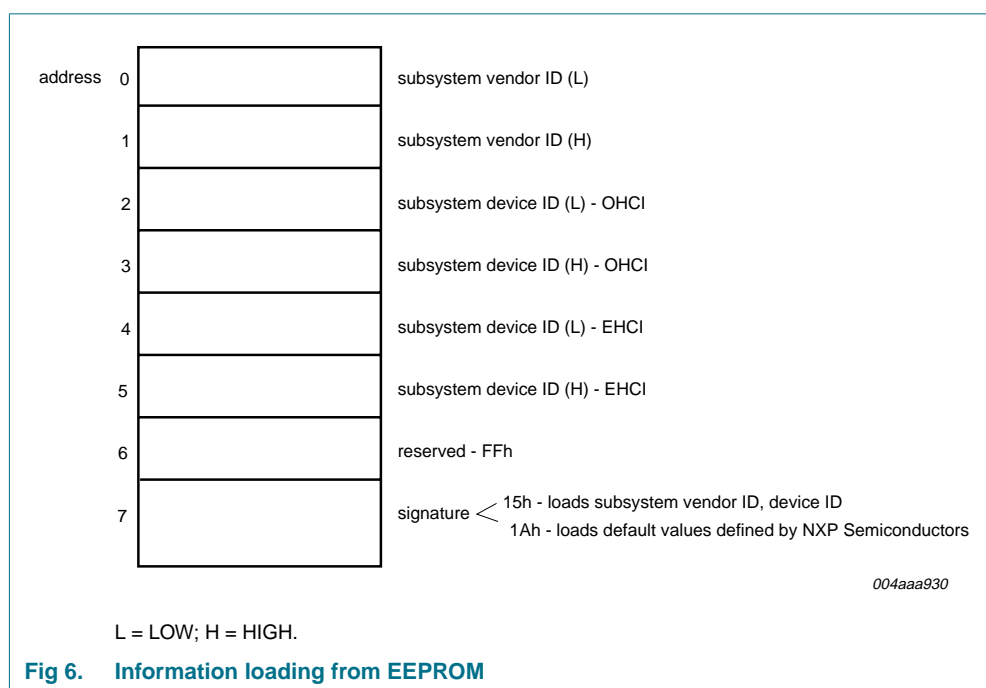 address 0 subsystem vendor ID (L)
1 subsystem vendor ID (H)
2 subsystem device ID (L) - OHCI
3 subsystem device ID (H) - OHCI
4 subsystem device ID (L) - EHCI
5 subsystem device ID (H) - EHCI
6 reserved - FFh
7 signature 15h - loads subsystem vendor ID, device ID
1Ah - loads default values defined by NXP Semiconductors
004aaa930
L = LOW; H = HIGH.
Fig 6. Information loading from EEPROM